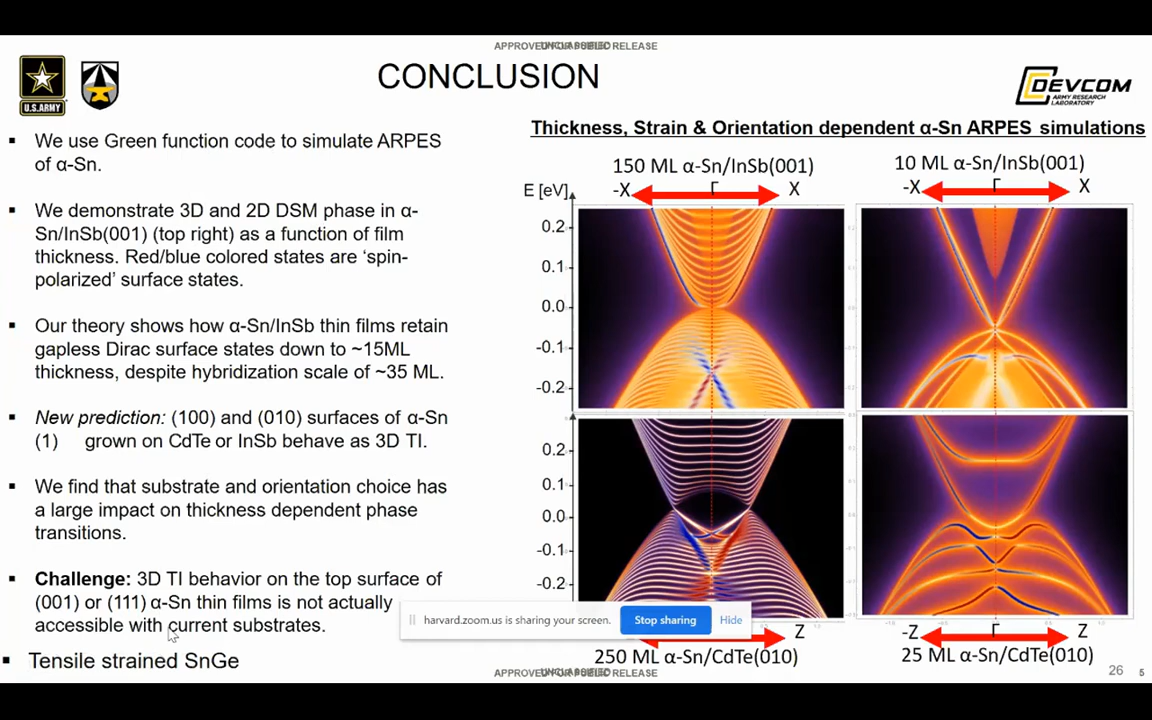 APPROVED FOR PUBLIC RELEASE
UNCLASSIFIED
CONCLUSION
U.S.ARMY
DEVCOM
ARMY RESEARCH
LABORATORY
▪ We use Green function code to simulate ARPES
of α-Sn.
▪ We demonstrate 3D and 2D DSM phase in α-
Sn/InSb(001) (top right) as a function of film
thickness. Red/blue colored states are ‘spin-
polarized’ surface states.
▪ Our theory shows how α-Sn/InSb thin films retain
gapless Dirac surface states down to ~15ML
thickness, despite hybridization scale of ~35 ML.
▪ New prediction: (100) and (010) surfaces of α-Sn
(1) grown on CdTe or InSb behave as 3D TI.
▪ We find that substrate and orientation choice has
a large impact on thickness dependent phase
transitions.
▪ Challenge: 3D TI behavior on the top surface of
(001) or (111) α-Sn thin films is not actually
accessible with current substrates.
▪ Tensile strained SnGe
Thickness, Strain & Orientation dependent α-Sn ARPES simulations
150 ML α-Sn/InSb(001)
10 ML α-Sn/InSb(001)
E [eV]
-X Γ X
-X Γ X
0.2
0.1
0.0
-0.1
-0.2
0.2
0.1
0.0
-0.1
-0.2
harvard.zoom.us is sharing your screen.
Stop sharing
Hide
Z
-Z Γ Z
250 ML α-Sn/CdTe(010)
25 ML α-Sn/CdTe(010)
APPROVED FOR PUBLIC RELEASE
UNCLASSIFIED
26
5